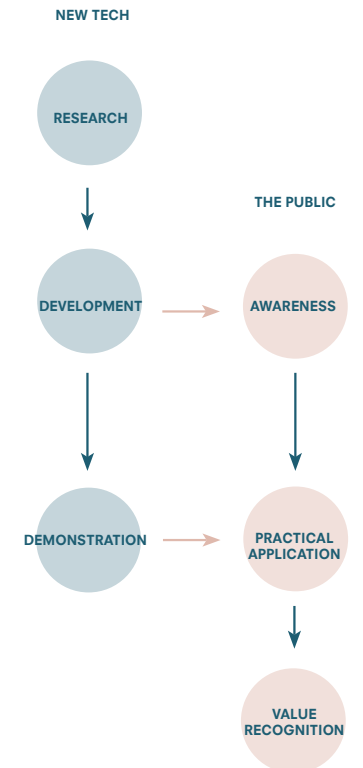 NEW TECH
RESEARCH
THE PUBLIC
DEVELOPMENT
AWARENESS
DEMONSTRATION
PRACTICAL
APPLICATION
VALUE
RECOGNITION